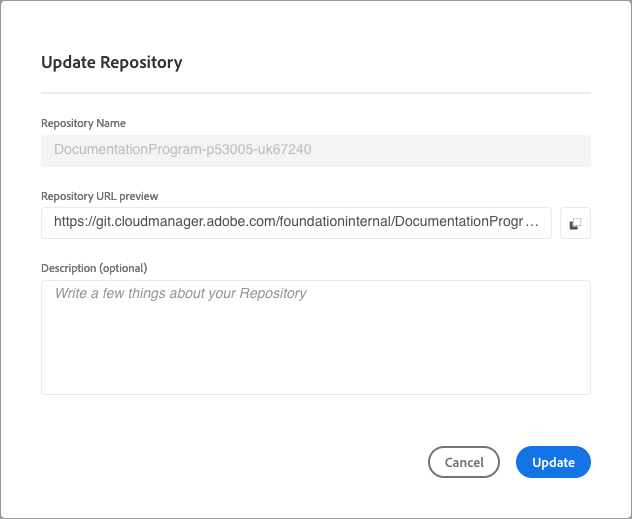 Update Repository
Repository Name
DocumentationProgram-p53005-uk67240
Repository URL preview
https://git.cloudmanager.adobe.com/foundationinternal/DocumentationProgr...
Description (optional)
Write a few things about your Repository
Cancel Update